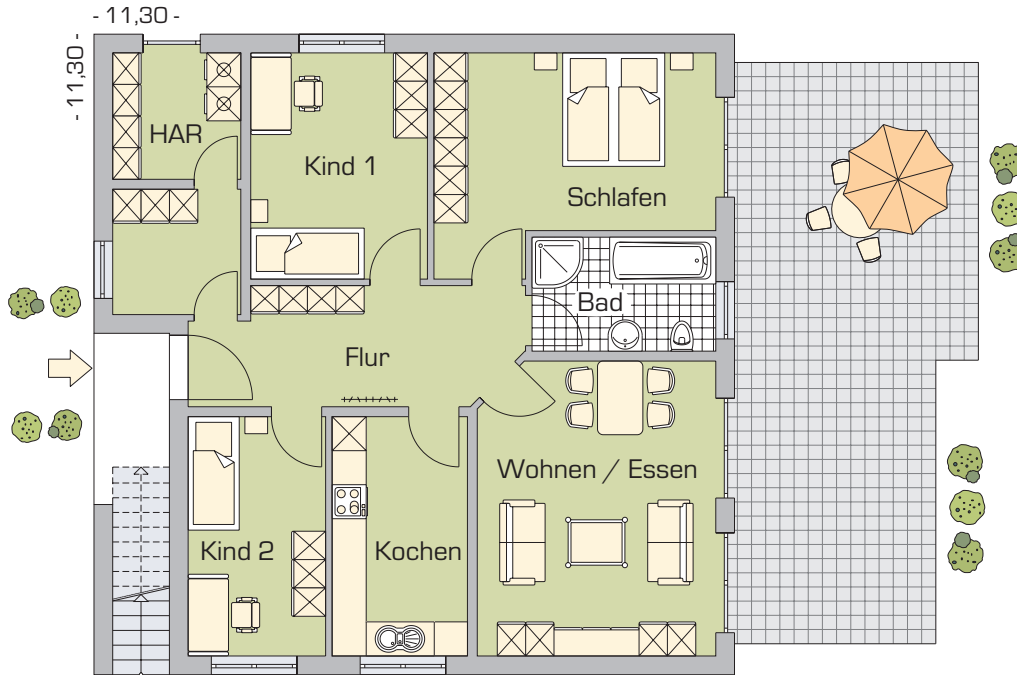 - 11,30 -
- 11,30 -
HAR
Kind 1
Schlafen
Bad
Flur
Wohnen / Essen
Kind 2
Kochen